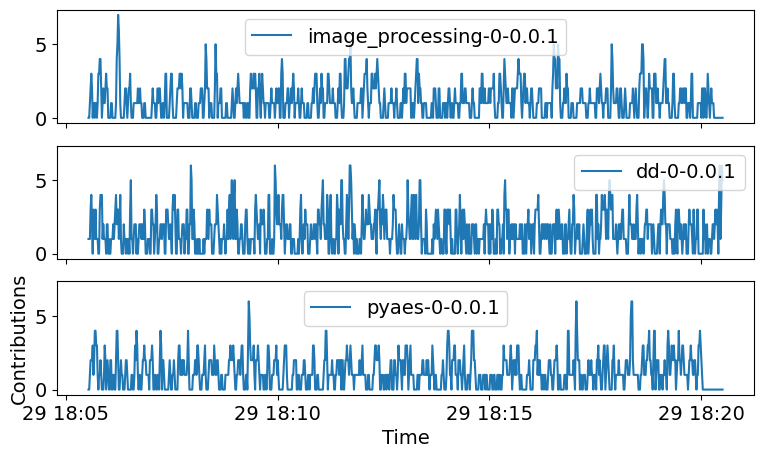 5
0
image_processing-0-0.0.1
5
0
dd-0-0.0.1
Contributions
5
0
pyaes-0-0.0.1
29 18:05 29 18:10 29 18:15 29 18:20
Time